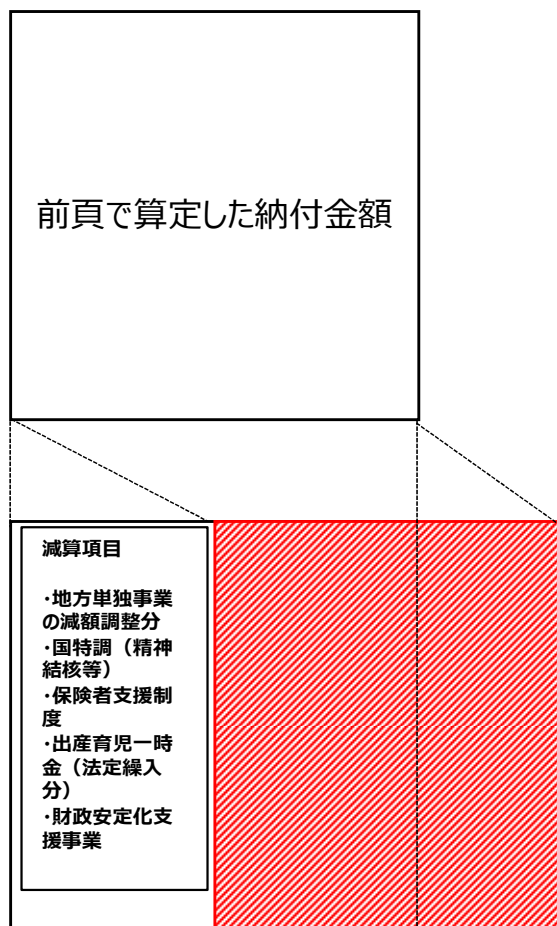 前頁で算定した納付金額
減算項目
・地方単独事業
の減額調整分
・国特調（精神
結核等）
・保険者支援制
度
・出産育児一時
金（法定繰入
分）
・財政安定化支
援事業